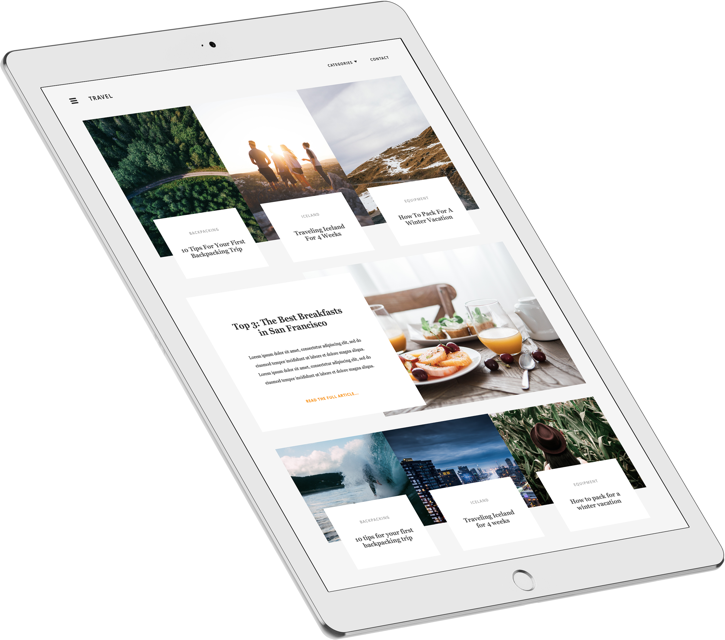 CATEGORIES ▼ CONTACT
TRAVEL
BACKPACKING
10 Tips For Your First
Backpacking Trip
ICELAND
Traveling Iceland
For 4 Weeks
EQUIPMENT
How To Pack For A
Winter Vacation
Top 3: The Best Breakfasts
in San Francisco
Lorem ipsum dolor sit amet, consectetur adipiscing elit, sed do
eiusmod tempor incididunt ut labore et dolore magna aliqua.
Lorem ipsum dolor sit amet, consectetur adipiscing elit, sed do
eiusmod tempor incididunt ut labore et dolore magna aliqua.
READ THE FULL ARTICLE...
BACKPACKING
10 tips for your first
backpacking trip
ICELAND
Traveling Iceland
for 4 weeks
EQUIPMENT
How to pack for a
winter vacation